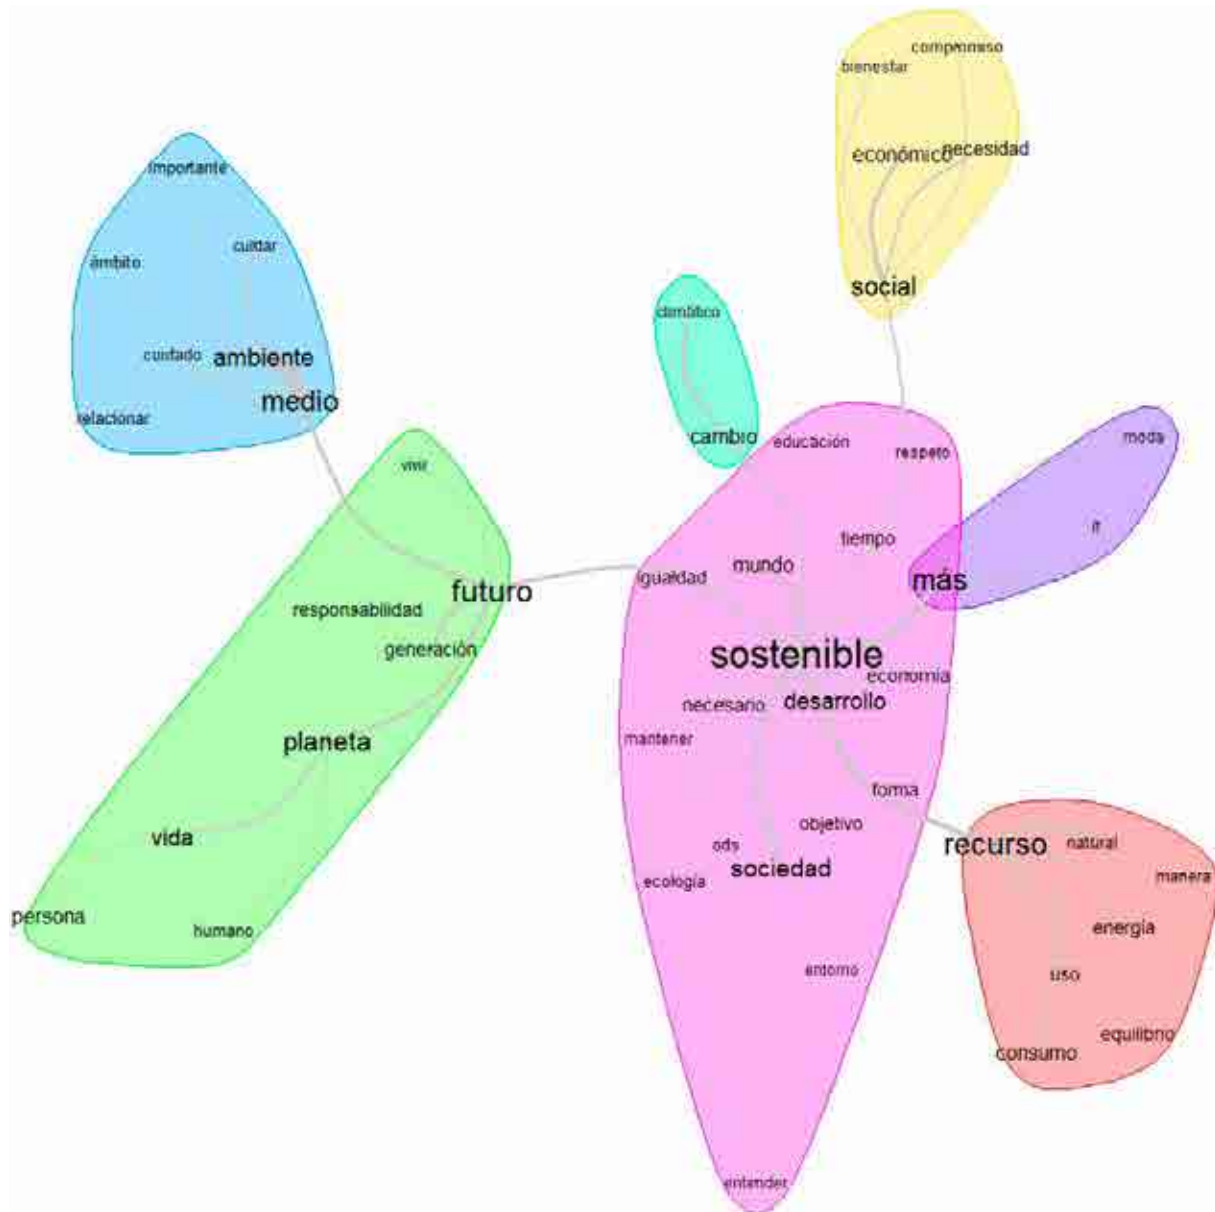 compromiso
bienestar
económico
necesidad
social
importante
cuidar
ámbito
cuidado
ambiente
medio
relacionar
climático
cambio
educación
respeto
moda
ir
vivir
tiempo
mundo
igualdad
más
futuro
responsabilidad
generación
sostenible
economía
desarrollo
necesario
mantener
planeta
forma
objetivo
vida
ods
sociedad
ecología
recurso
natural
manera
energía
persona
humano
entorno
uso
equilibrio
consumo
entender